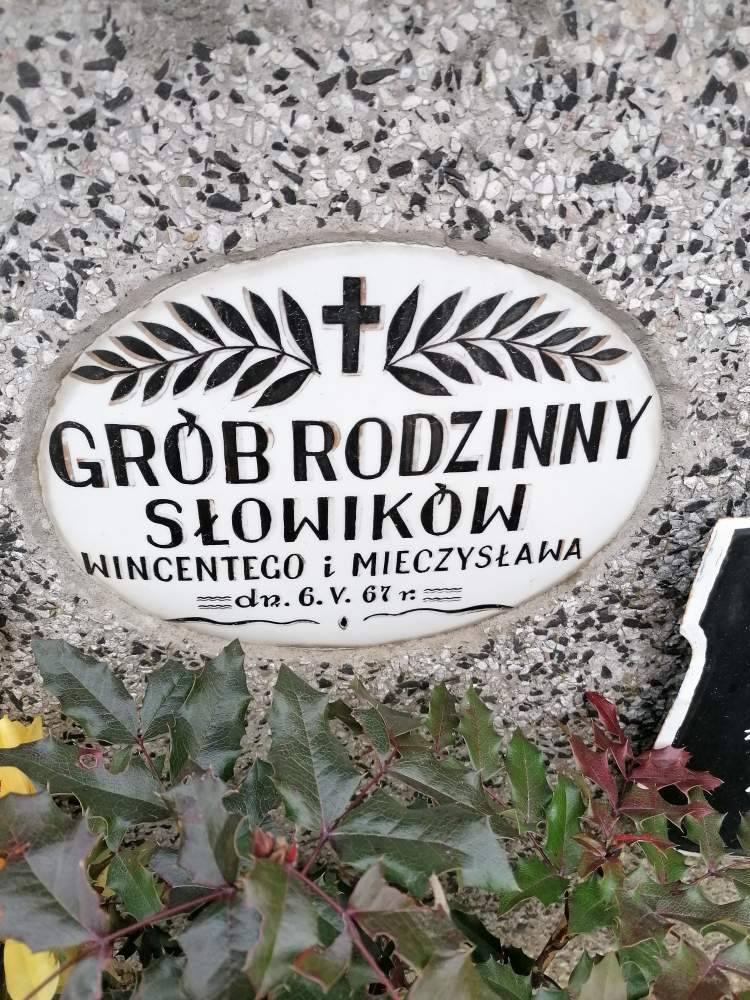 GRÓB RODZINNY
SŁOWIKÓW
WINCENTEGO i MIECZYSŁAWA
dn. 6. V. 67 r.